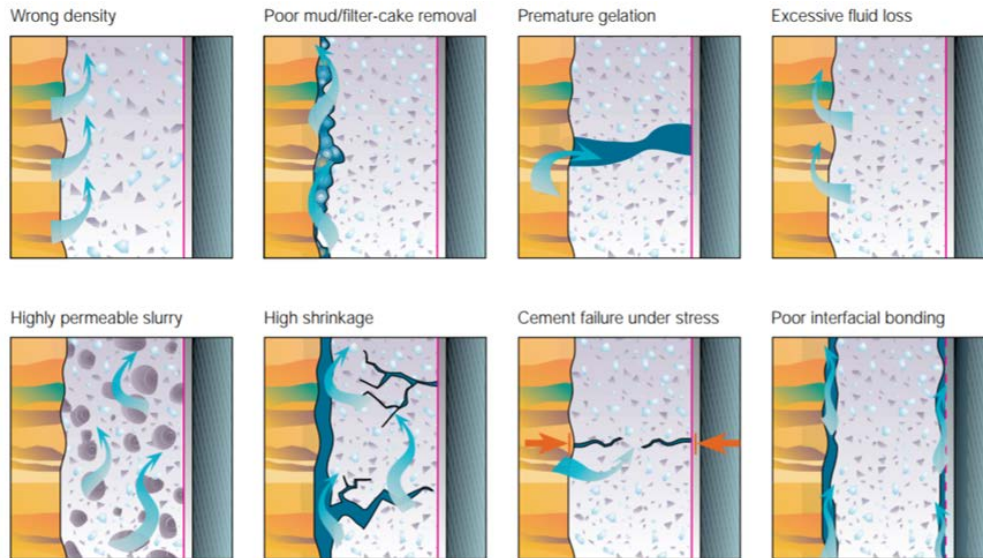 Wrong density
Poor mud/filter-cake removal
Premature gelation
Excessive fluid loss
Highly permeable slurry
High shrinkage
Cement failure under stress
Poor interfacial bonding